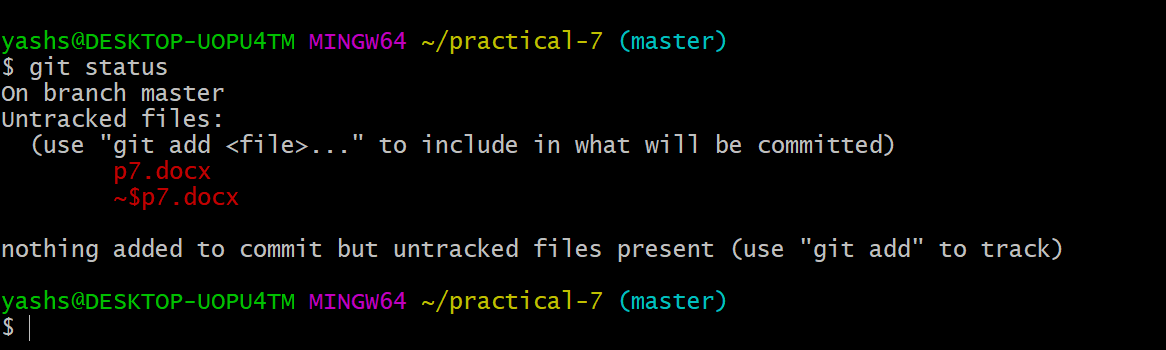 yashs@DESKTOP-UOPU4TM MINGW64 ~/practical-7 (master)
$ git status
On branch master
Untracked files:
  (use "git add <file>..." to include in what will be committed)
        p7.docx
        ~$p7.docx

nothing added to commit but untracked files present (use "git add" to track)

yashs@DESKTOP-UOPU4TM MINGW64 ~/practical-7 (master)
$